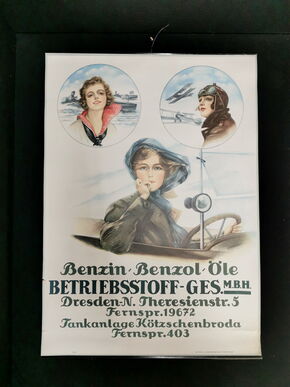 Benzin · Benzol · Öle
BETRIEBSSTOFF-GES.M.B.H.
Dresden-N. Theresienstr. 5
Fernspr. 19672
Tankanlage Kötzschenbroda
Fernspr. 403